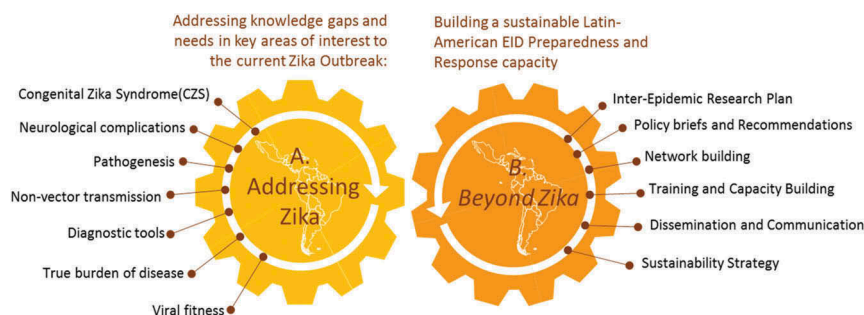 Addressing knowledge gaps and
needs in key areas of interest to
the current Zika Outbreak:
Building a sustainable Latin-
American EID Preparedness and
Response capacity
Congenital Zika Syndrome(CZS)
Neurological complications
Pathogenesis
Non-vector transmission
Diagnostic tools
True burden of disease
Viral fitness
A.
Addressing
Zika
B.
Beyond Zika
Inter-Epidemic Research Plan
Policy briefs and Recommendations
Network building
Training and Capacity Building
Dissemination and Communication
Sustainability Strategy